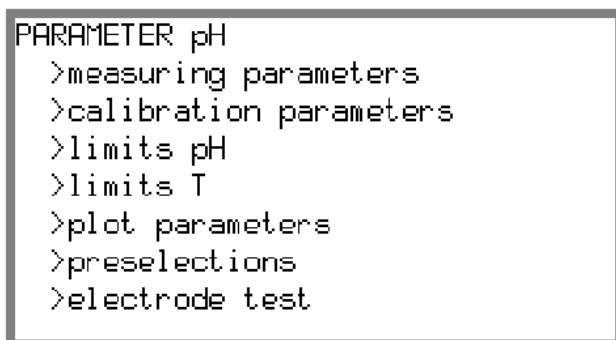 PARAMETER pH
>measuring parameters
>calibration parameters
>limits pH
>limits T
>plot parameters
>preselections
>electrode test